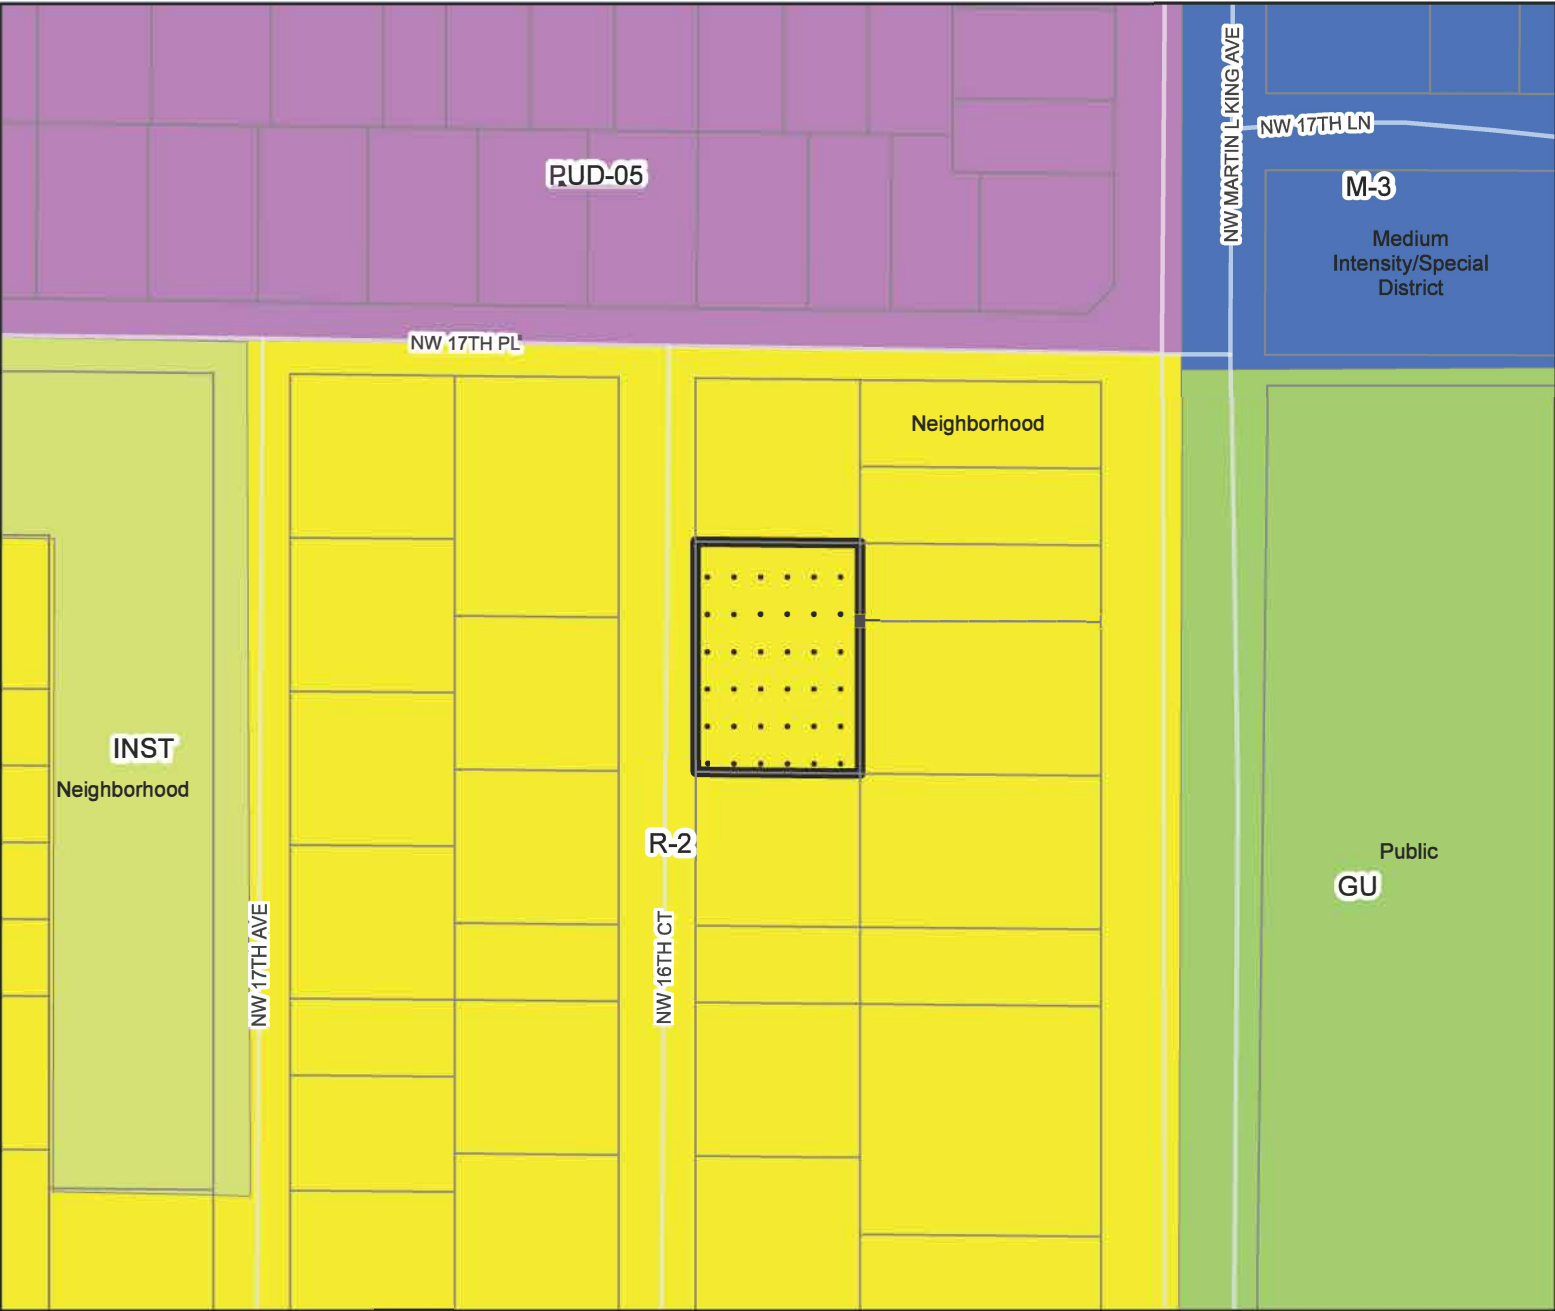 NW MARTIN L KING AVE
NW 17TH LN
PUD-05
M-3
Medium
Intensity/Special
District
NW 17TH PL
Neighborhood
INST
Neighborhood
R-2
Public
GU
NW 17TH AVE
NW 16TH CT